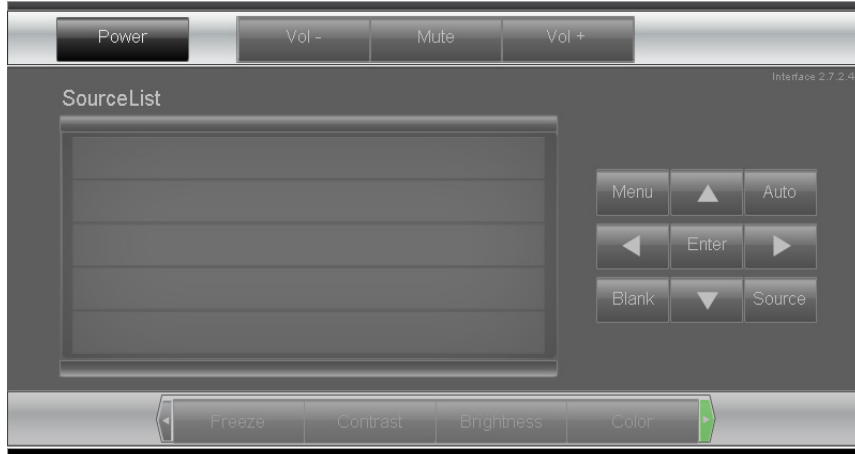 Power Vol - Mute Vol +
Interface 2.7.2.4
SourceList
Menu Auto
Enter
Blank Source
Freeze Contrast Brightness Color